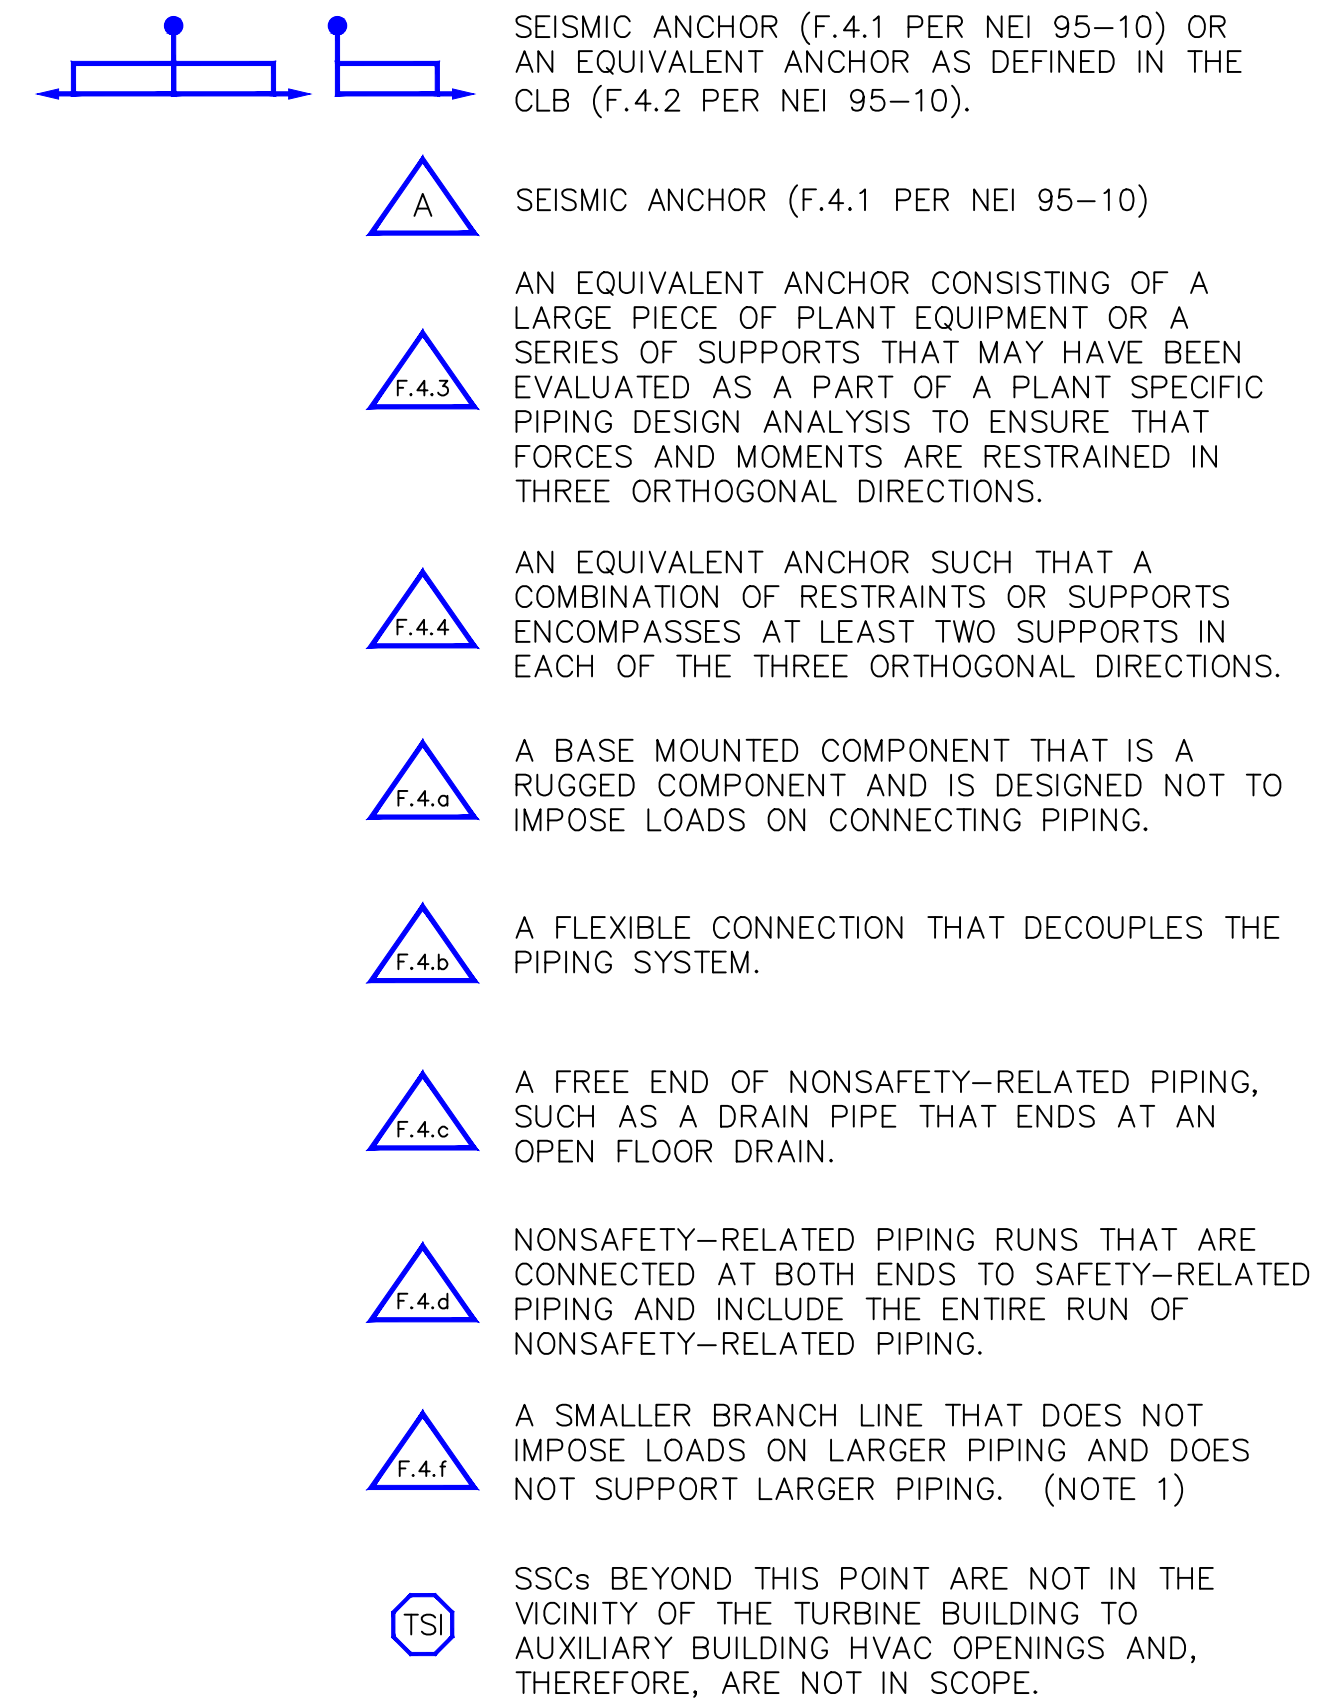 SEISMIC ANCHOR (F.4.1 PER NEI 95-10) OR
AN EQUIVALENT ANCHOR AS DEFINED IN THE
CLB (F.4.2 PER NEI 95-10).
A
SEISMIC ANCHOR (F.4.1 PER NEI 95-10)
AN EQUIVALENT ANCHOR CONSISTING OF A
LARGE PIECE OF PLANT EQUIPMENT OR A
SERIES OF SUPPORTS THAT MAY HAVE BEEN
F.4.3
EVALUATED AS A PART OF A PLANT SPECIFIC
PIPING DESIGN ANALYSIS TO ENSURE THAT
FORCES AND MOMENTS ARE RESTRAINED IN
THREE ORTHOGONAL DIRECTIONS.
AN EQUIVALENT ANCHOR SUCH THAT A
COMBINATION OF RESTRAINTS OR SUPPORTS
F.4.4
ENCOMPASSES AT LEAST TWO SUPPORTS IN
EACH OF THE THREE ORTHOGONAL DIRECTIONS.
A BASE MOUNTED COMPONENT THAT IS A
RUGGED COMPONENT AND IS DESIGNED NOT TO
F.4.a
IMPOSE LOADS ON CONNECTING PIPING.
A FLEXIBLE CONNECTION THAT DECOUPLES THE
F.4.b
PIPING SYSTEM.
A FREE END OF NONSAFETY-RELATED PIPING,
SUCH AS A DRAIN PIPE THAT ENDS AT AN
F.4.c
OPEN FLOOR DRAIN.
NONSAFETY-RELATED PIPING RUNS THAT ARE
CONNECTED AT BOTH ENDS TO SAFETY-RELATED
F.4.d
PIPING AND INCLUDE THE ENTIRE RUN OF
NONSAFETY-RELATED PIPING.
A SMALLER BRANCH LINE THAT DOES NOT
IMPOSE LOADS ON LARGER PIPING AND DOES
F.4.f
NOT SUPPORT LARGER PIPING. (NOTE 1)
SSCs BEYOND THIS POINT ARE NOT IN THE
VICINITY OF THE TURBINE BUILDING TO
TSI
AUXILIARY BUILDING HVAC OPENINGS AND,
THEREFORE, ARE NOT IN SCOPE.